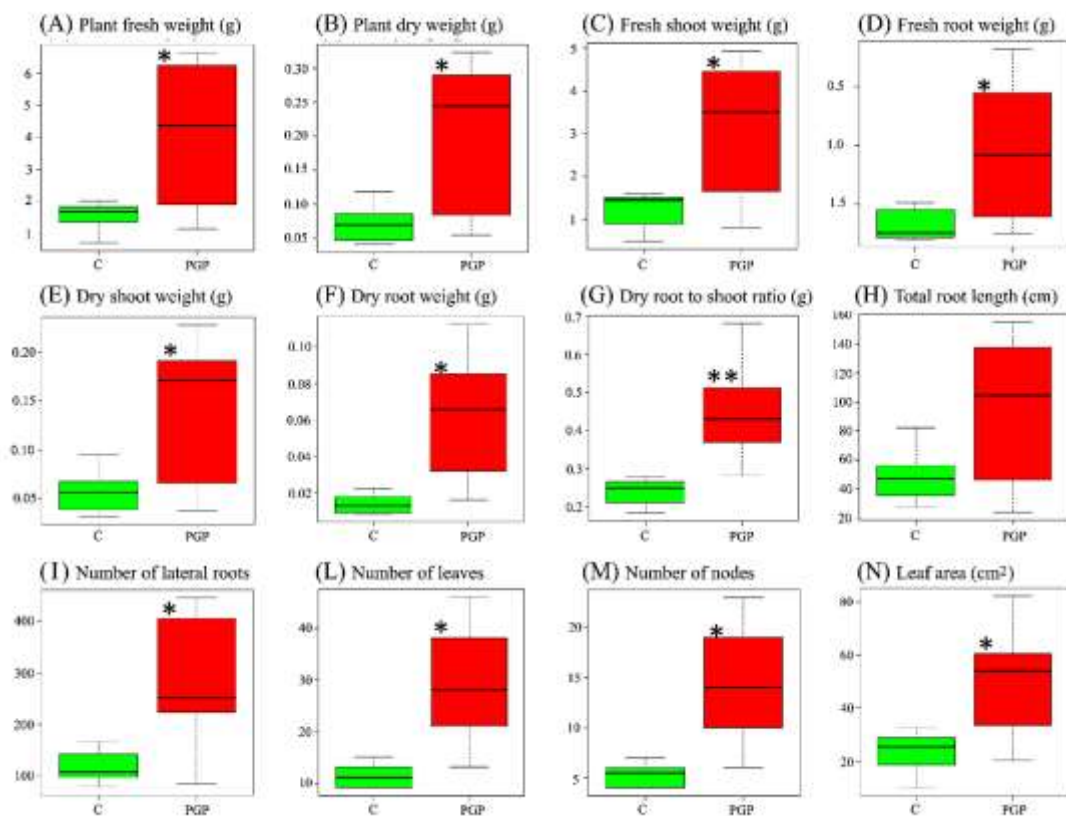 (A) Plant fresh weight (g)
6
5
4
3
2
1
*
C PGP
(B) Plant dry weight (g)
0.30
0.25
0.20
0.15
0.10
0.05
*
C PGP
(C) Fresh shoot weight (g)
5
4
3
2
1
*
C PGP
(D) Fresh root weight (g)
0.5
1.0
1.5
*
C PGP
(E) Dry shoot weight (g)
0.20
0.15
0.10
0.05
*
C PGP
(F) Dry root weight (g)
0.10
0.08
0.06
0.04
0.02
*
C PGP
(G) Dry root to shoot ratio (g)
0.7
0.6
0.5
0.4
0.3
0.2
**
C PGP
(H) Total root length (cm)
160
140
120
100
80
60
40
20
C PGP
(I) Number of lateral roots
400
300
200
100
*
C PGP
(L) Number of leaves
40
30
20
10
*
C PGP
(M) Number of nodes
20
15
10
5
*
C PGP
(N) Leaf area (cm²)
80
60
40
20
*
C PGP